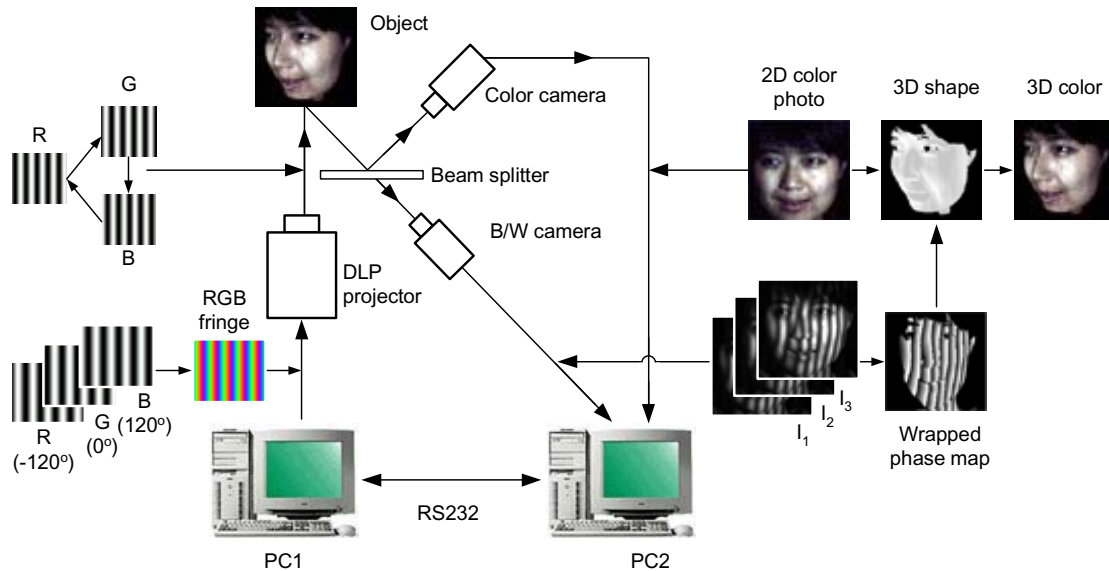 Object
G
R
B
Color camera
Beam splitter
B/W camera
DLP
projector
RGB
fringe
R
(-120°)
G
(0°)
B
(120°)
PC1
RS232
PC2
2D color
photo
3D shape
3D color
I₁
I₂
I₃
Wrapped
phase map